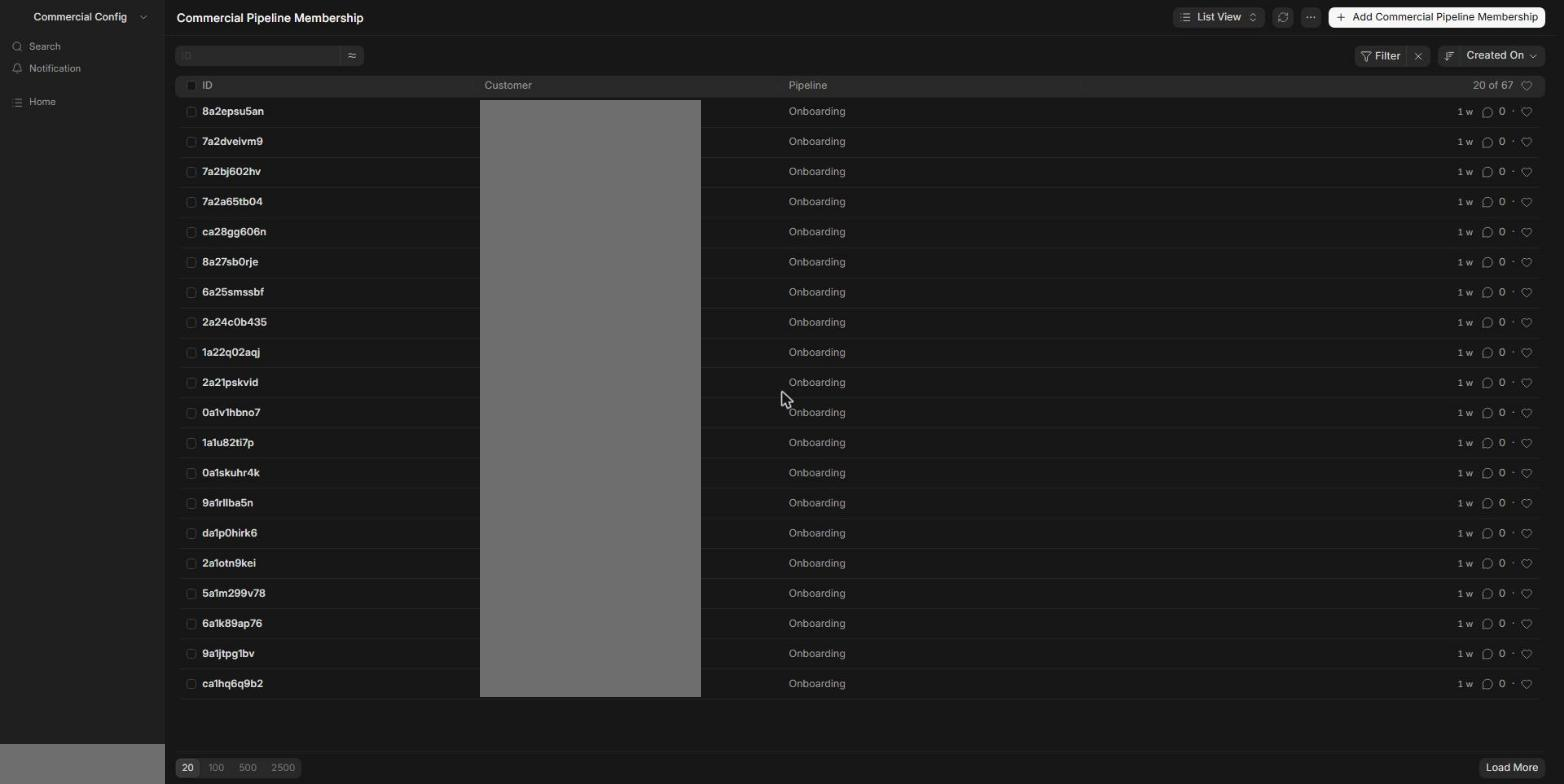 Commercial Config
Search
Notification
Home
Commercial Pipeline Membership
List View
Add Commercial Pipeline Membership
ID
Filter
Created On
ID Customer Pipeline 20 of 67
8a2epsu5an Onboarding 1 w 0
7a2dveivm9 Onboarding 1 w 0
7a2bj602hv Onboarding 1 w 0
7a2a65tb04 Onboarding 1 w 0
ca28gg606n Onboarding 1 w 0
8a27sb0rje Onboarding 1 w 0
6a25smssbf Onboarding 1 w 0
2a24c0b435 Onboarding 1 w 0
1a22q02aqj Onboarding 1 w 0
2a21pskvid Onboarding 1 w 0
0a1v1hbno7 Onboarding 1 w 0
1a1u82ti7p Onboarding 1 w 0
0a1skuhr4k Onboarding 1 w 0
9a1rllba5n Onboarding 1 w 0
da1p0hirk6 Onboarding 1 w 0
2a1otn9kei Onboarding 1 w 0
5a1m299v78 Onboarding 1 w 0
6a1k89ap76 Onboarding 1 w 0
9a1jtpg1bv Onboarding 1 w 0
ca1hq6q9b2 Onboarding 1 w 0
20 100 500 2500
Load More